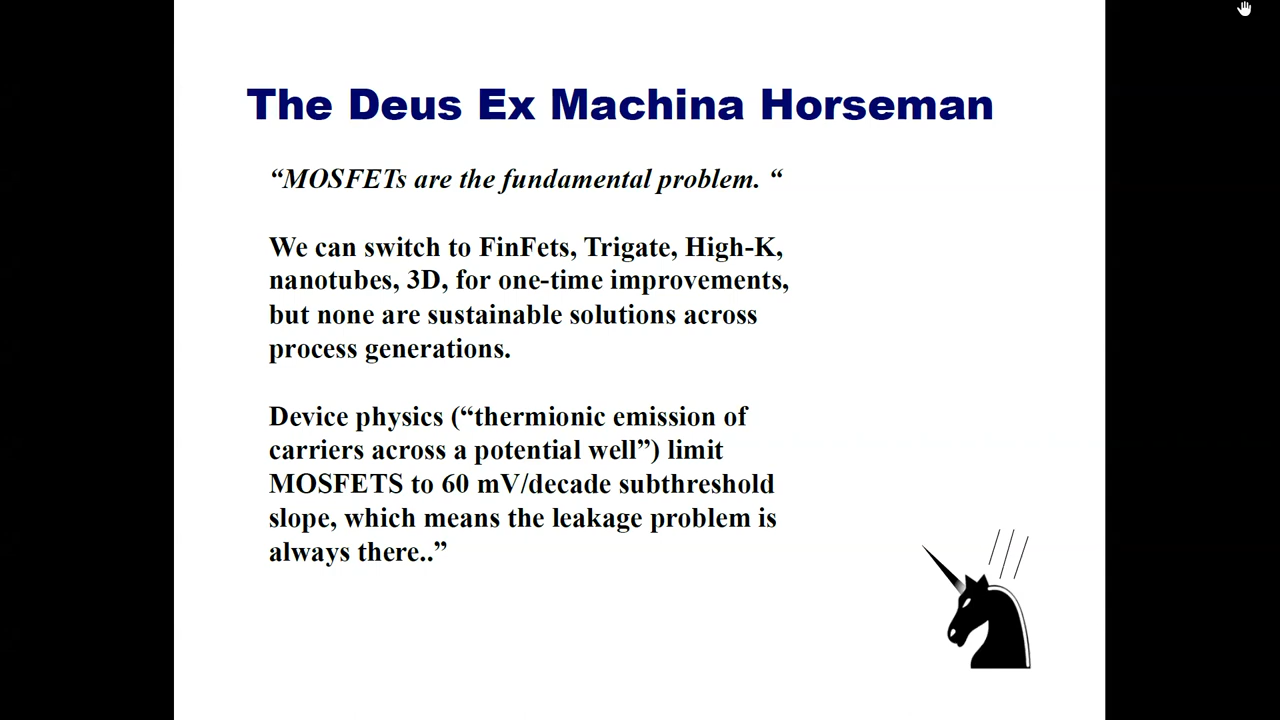 The Deus Ex Machina Horseman
“MOSFETs are the fundamental problem. “
We can switch to FinFets, Trigate, High-K,
nanotubes, 3D, for one-time improvements,
but none are sustainable solutions across
process generations.
Device physics (“thermionic emission of
carriers across a potential well”) limit
MOSFETS to 60 mV/decade subthreshold
slope, which means the leakage problem is
always there..”